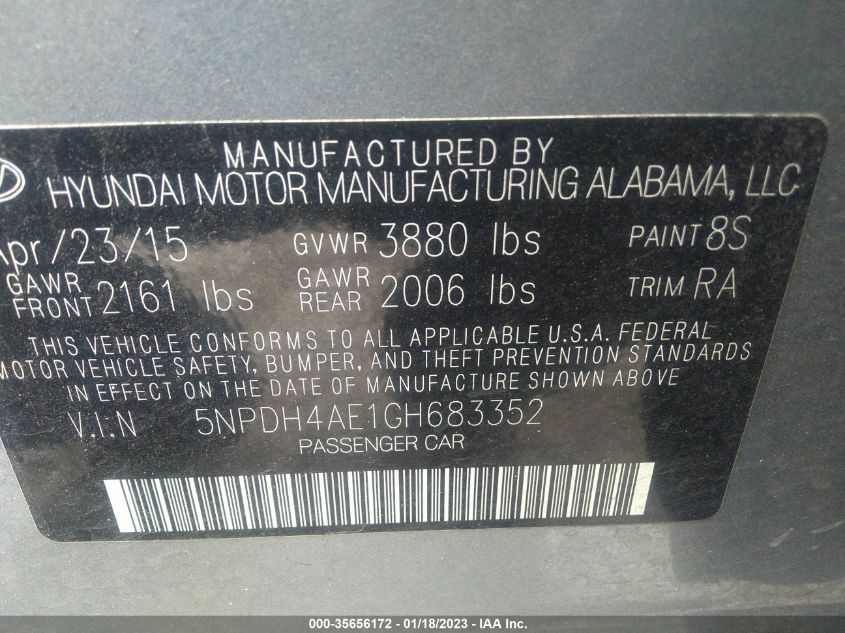 MANUFACTURED BY
HYUNDAI MOTOR MANUFACTURING ALABAMA, LLC
Apr/23/15 GVWR 3880 lbs PAINT 8S
GAWR FRONT 2161 lbs GAWR REAR 2006 lbs TRIM RA
THIS VEHICLE CONFORMS TO ALL APPLICABLE U.S.A. FEDERAL
MOTOR VEHICLE SAFETY, BUMPER, AND THEFT PREVENTION STANDARDS
IN EFFECT ON THE DATE OF MANUFACTURE SHOWN ABOVE
V.I.N 5NPDH4AE1GH683352
PASSENGER CAR
000-35656172 - 01/18/2023 - IAA Inc.